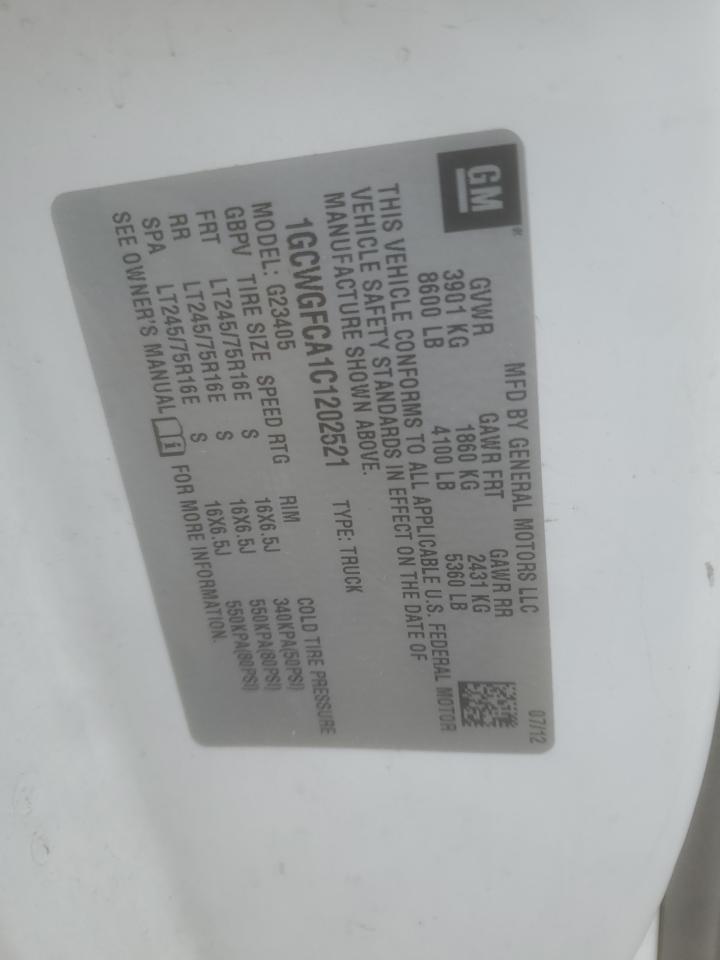 GM
MFD BY GENERAL MOTORS LLC 07/12
GVWR GAWR FRT GAWR RR
3901 KG 1860 KG 2431 KG
8600 LB 4100 LB 5360 LB
THIS VEHICLE CONFORMS TO ALL APPLICABLE U.S. FEDERAL MOTOR
VEHICLE SAFETY STANDARDS IN EFFECT ON THE DATE OF
MANUFACTURE SHOWN ABOVE.
1GCWGFCA1C1202521 TYPE: TRUCK
MODEL: G23405
GBPV TIRE SIZE SPEED RTG RIM COLD TIRE PRESSURE
FRT LT245/75R16E S 16X6.5J 340KPA(50PSI)
RR LT245/75R16E S 16X6.5J 550KPA(80PSI)
SPA LT245/75R16E S 16X6.5J 550KPA(80PSI)
SEE OWNER'S MANUAL i FOR MORE INFORMATION.